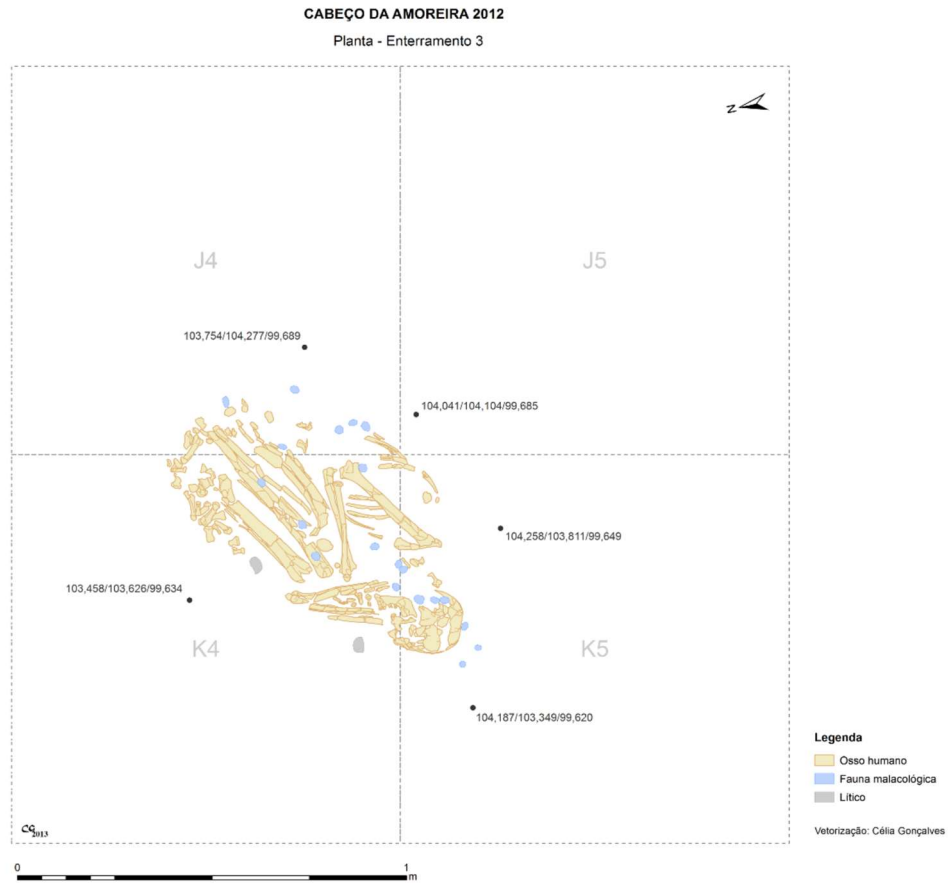 CABEÇO DA AMOREIRA 2012
Planta - Enterramento 3
N
J4
J5
103,754/104,277/99,689
104,041/104,104/99,685
104,258/103,811/99,649
103,458/103,626/99,634
K4
K5
104,187/103,349/99,620
Legenda
Osso humano
Fauna malacológica
Lítico
Vetorização: Célia Gonçalves
CG 2013
0 1
m